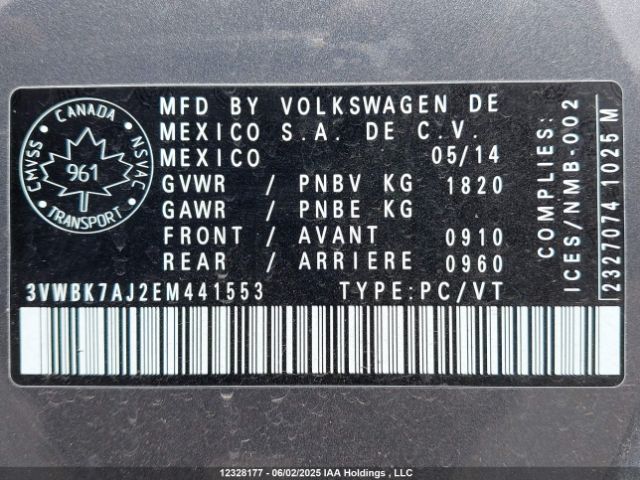 CANADA
CMVSS
NSVAC
961
TRANSPORT
MFD BY VOLKSWAGEN DE
MEXICO S.A. DE C.V.
MEXICO 05/14
GVWR / PNBV KG 1820
GAWR / PNBE KG
FRONT / AVANT 0910
REAR / ARRIERE 0960
3VWBK7AJ2EM441553 TYPE:PC/VT
COMPLIES:
ICES/NMB-002
2327074 1025 M
12328177 - 06/02/2025 IAA Holdings , LLC